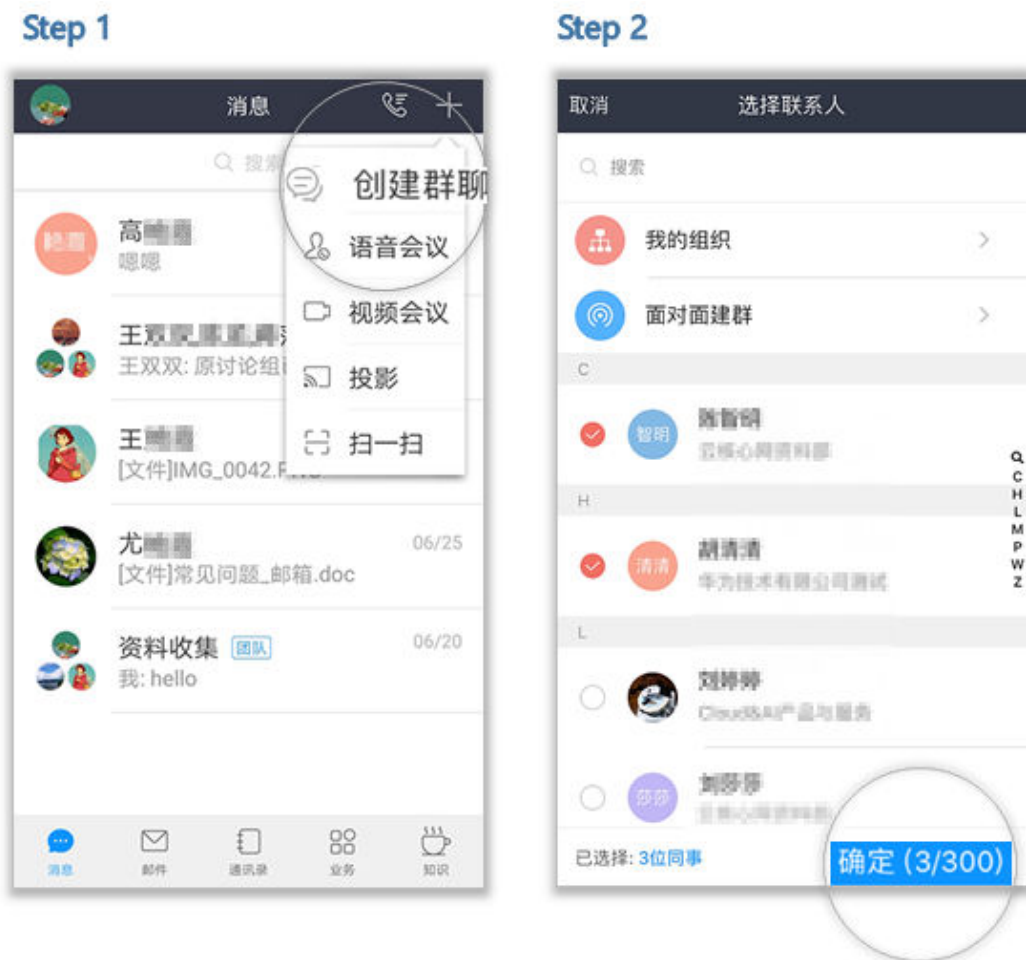 Step 1
消息
搜索
创建群聊
语音会议
视频会议
投影
扫一扫
高
嗯嗯
王
王双双: 原讨论组
王
[文件]IMG_0042.P
尤
06/25
[文件]常见问题_邮箱.doc
资料收集 团队
06/20
我: hello
消息 邮件 通讯录 业务 知识
Step 2
取消 选择联系人
搜索
我的组织
面对面建群
C
智明
H
清清
L
莎莎
C
H
L
M
P
W
Z
已选择: 3位同事
确定 (3/300)